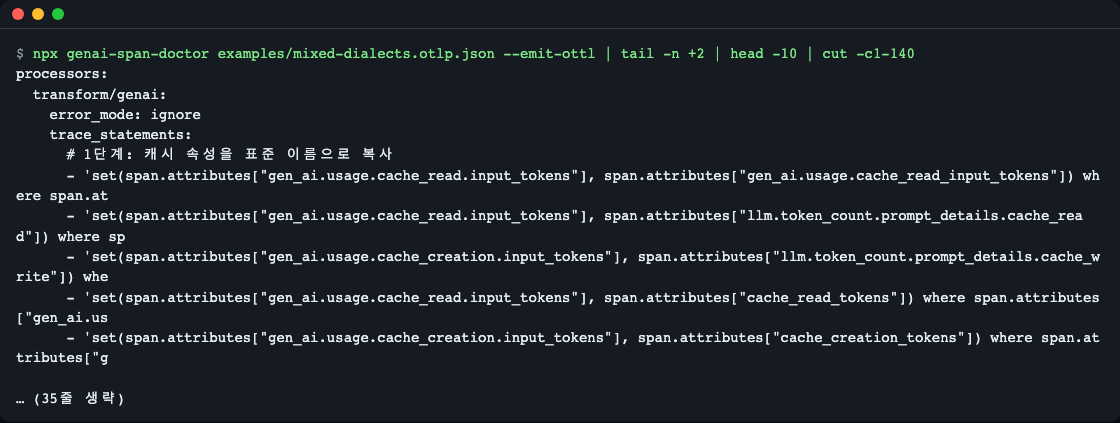 $ npx genai-span-doctor examples/mixed-dialects.otlp.json --emit-ottl | tail -n +2 | head -10 | cut -c1-140
processors:
  transform/genai:
    error_mode: ignore
    trace_statements:
      # 1단계: 캐시 속성을 표준 이름으로 복사
      - 'set(span.attributes["gen_ai.usage.cache_read.input_tokens"], span.attributes["gen_ai.usage.cache_read_input_tokens"]) wh
ere span.at
      - 'set(span.attributes["gen_ai.usage.cache_read.input_tokens"], span.attributes["llm.token_count.prompt_details.cache_rea
d"]) where sp
      - 'set(span.attributes["gen_ai.usage.cache_creation.input_tokens"], span.attributes["llm.token_count.prompt_details.cache_w
rite"]) whe
      - 'set(span.attributes["gen_ai.usage.cache_read.input_tokens"], span.attributes["cache_read_tokens"]) where span.attributes
["gen_ai.us
      - 'set(span.attributes["gen_ai.usage.cache_creation.input_tokens"], span.attributes["cache_creation_tokens"]) where span.at
tributes["g
… (35줄 생략)